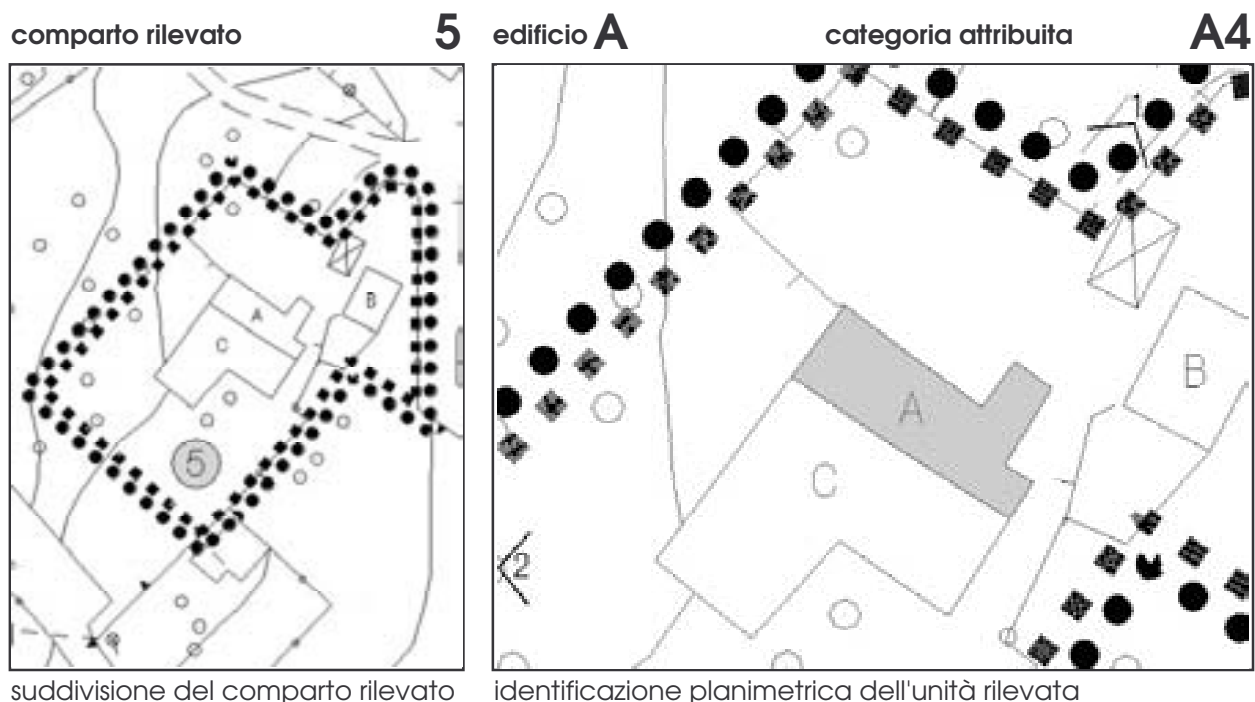 comparto rilevato 5
edificio A categoria attribuita A4
A
B
C
5
A
B
C
2
suddivisione del comparto rilevato
identificazione planimetrica dell'unità rilevata